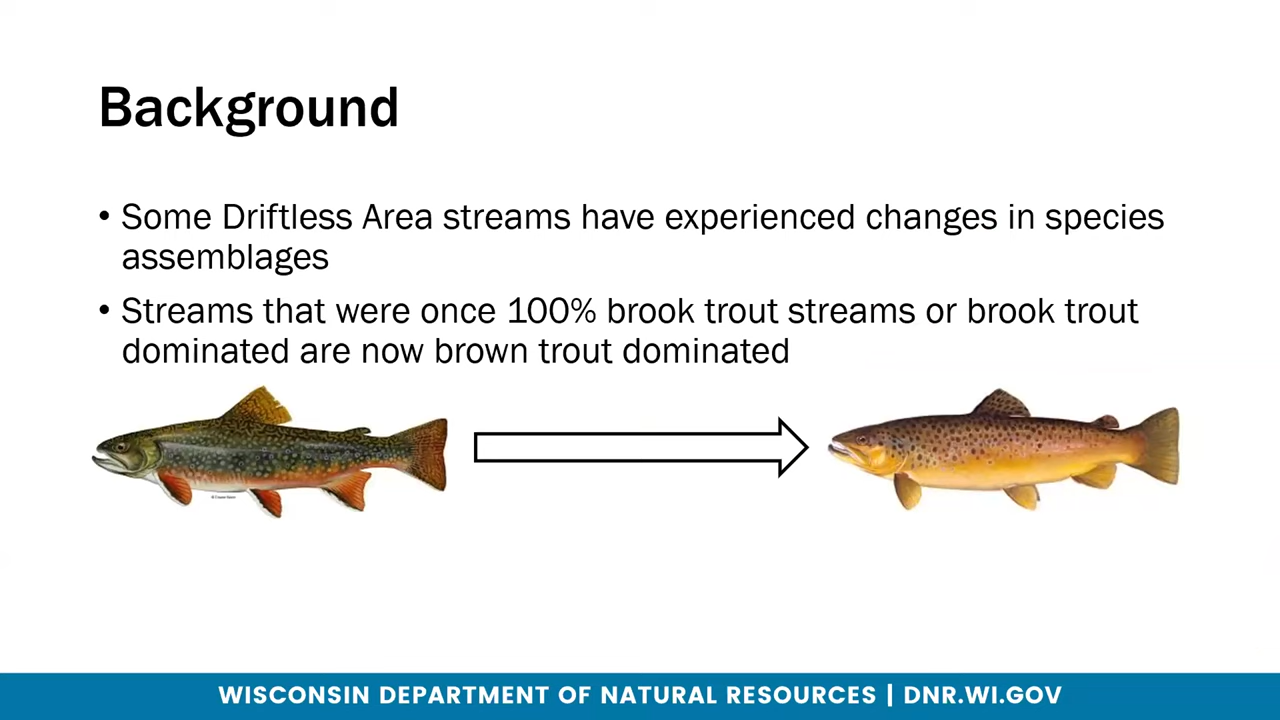 Background
• Some Driftless Area streams have experienced changes in species
assemblages
• Streams that were once 100% brook trout streams or brook trout
dominated are now brown trout dominated
WISCONSIN DEPARTMENT OF NATURAL RESOURCES | DNR.WI.GOV